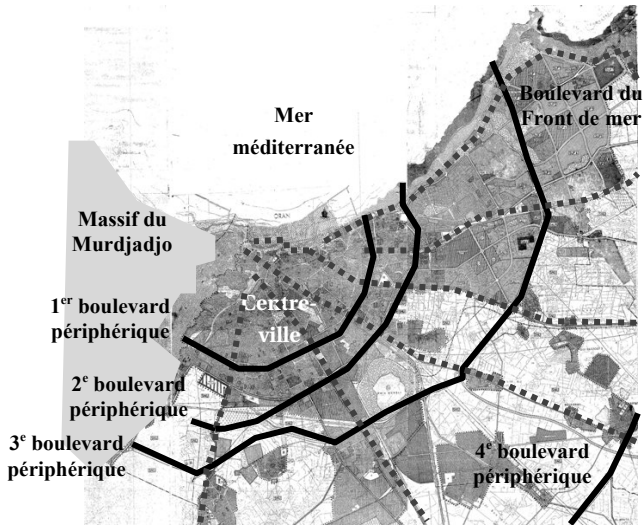 Boulevard du
Front de mer
Mer
méditerranée
ORAN
Massif du
Murdjadjo
Centre-
ville
1er boulevard
périphérique
2e boulevard
périphérique
3e boulevard
périphérique
4e boulevard
périphérique